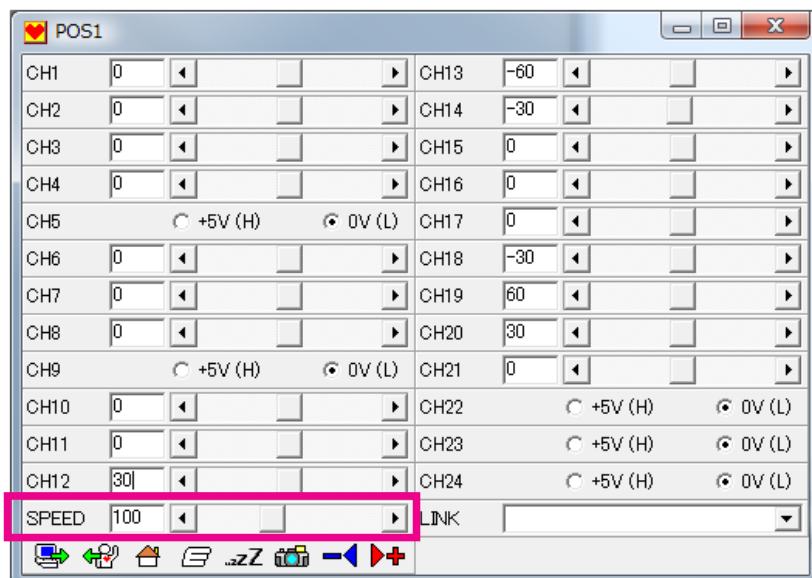 POS1
CH1 0 CH13 -60
CH2 0 CH14 -30
CH3 0 CH15 0
CH4 0 CH16 0
CH5 +5V (H) 0V (L) CH17 0
CH6 0 CH18 -30
CH7 0 CH19 60
CH8 0 CH20 30
CH9 +5V (H) 0V (L) CH21 0
CH10 0 CH22 +5V (H) 0V (L)
CH11 0 CH23 +5V (H) 0V (L)
CH12 30 CH24 +5V (H) 0V (L)
SPEED 100 LINK
..zZZ